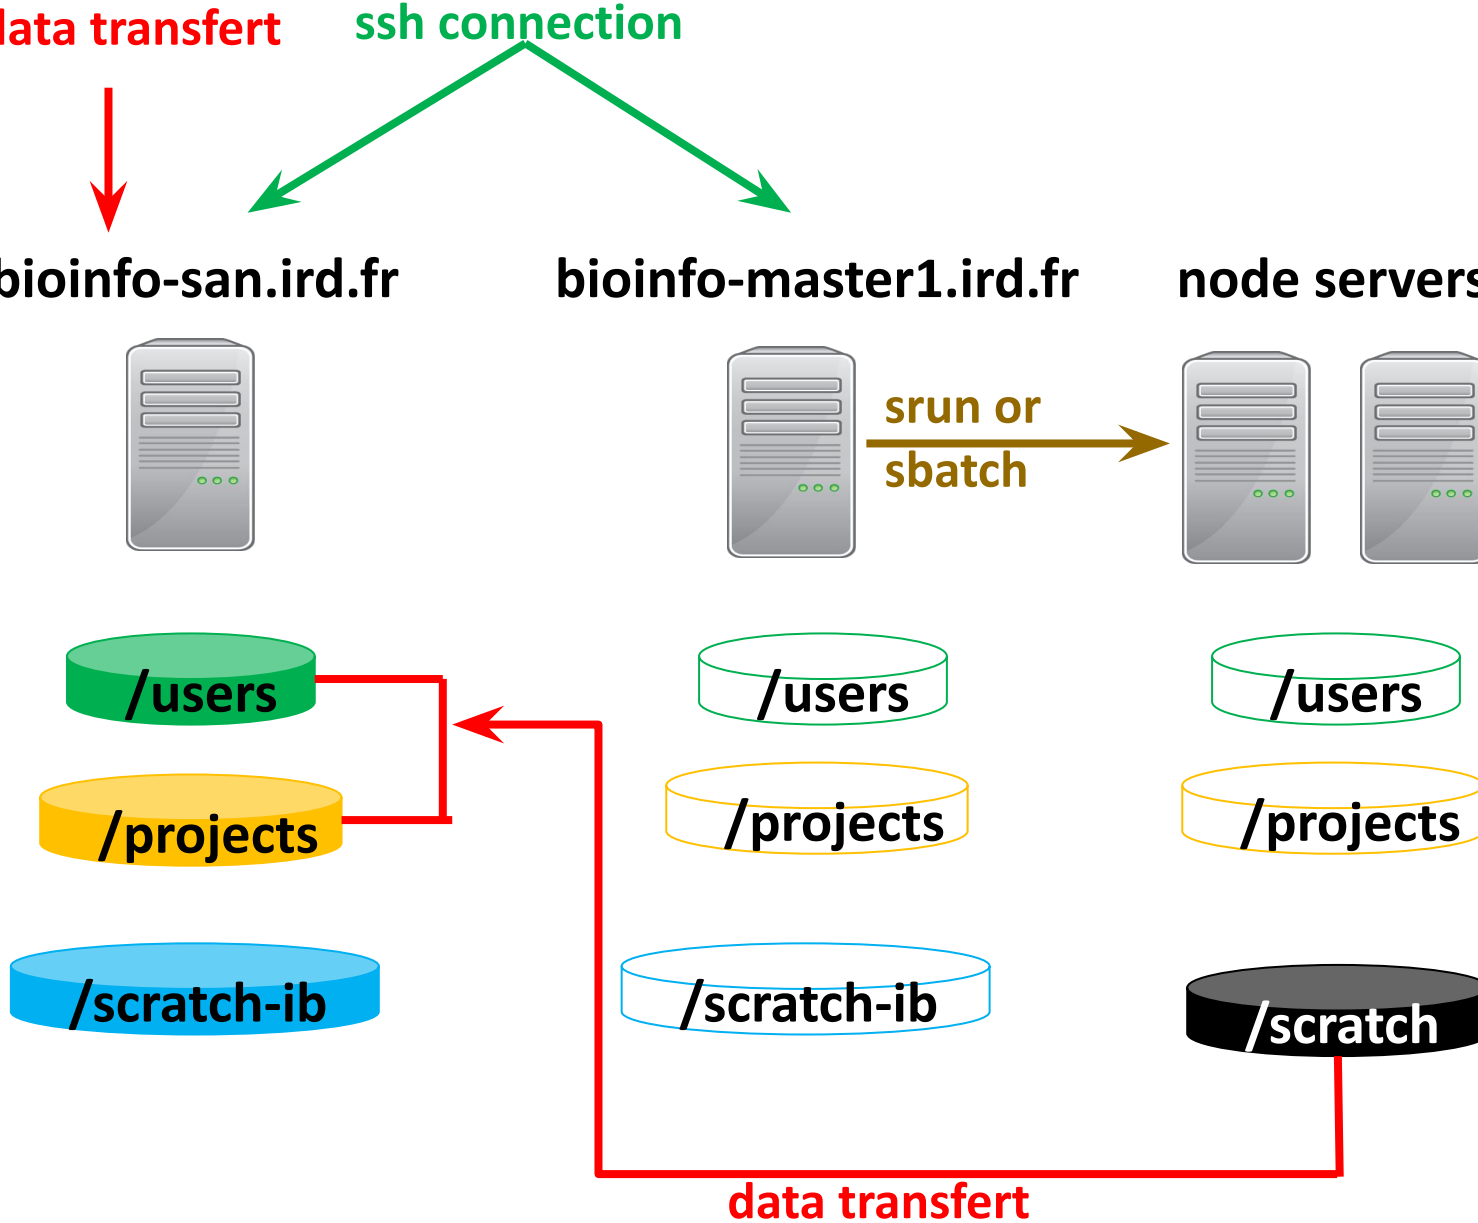 data transfert
ssh connection
bioinfo-san.ird.fr
bioinfo-master1.ird.fr
node servers
srun or
sbatch
/users
/users
/users
/projects
/projects
/projects
/scratch-ib
/scratch-ib
/scratch
data transfert